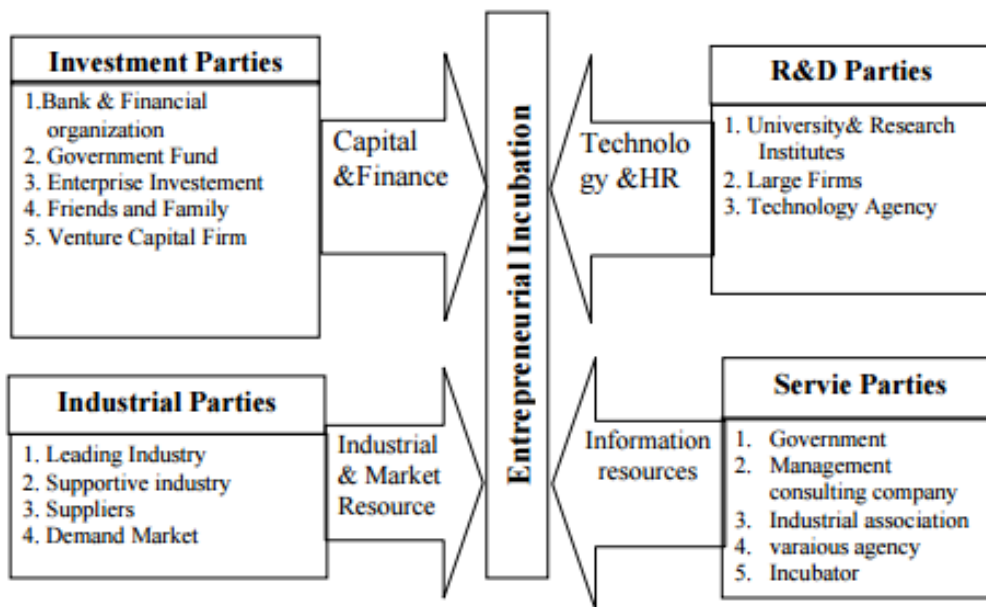 Investment Parties
1.Bank & Financial
organization
2. Government Fund
3. Enterprise Investement
4. Friends and Family
5. Venture Capital Firm
Capital
&Finance
Entrepreneurial Incubation
Technolo
gy &HR
R&D Parties
1. University& Research
Institutes
2. Large Firms
3. Technology Agency
Industrial Parties
1. Leading Industry
2. Supportive industry
3. Suppliers
4. Demand Market
Industrial
& Market
Resource
Information
resources
Servie Parties
1. Government
2. Management
consulting company
3. Industrial association
4. varaious agency
5. Incubator